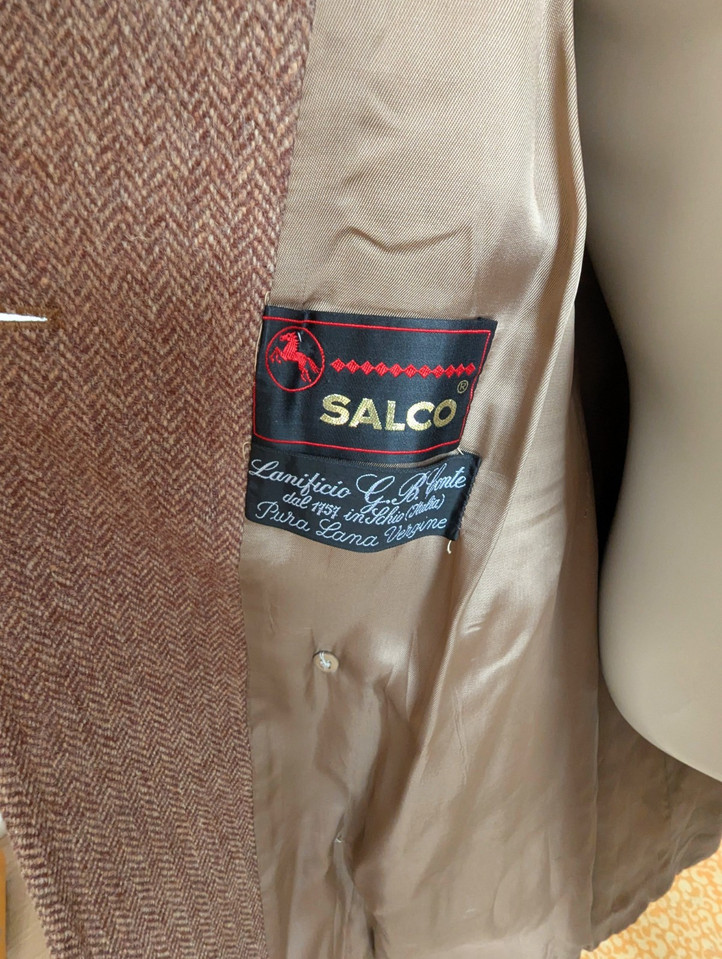 SALCO ®
Lanificio G. B. Conte
dal 1757 in Schio (Italia)
Pura Lana Vergine